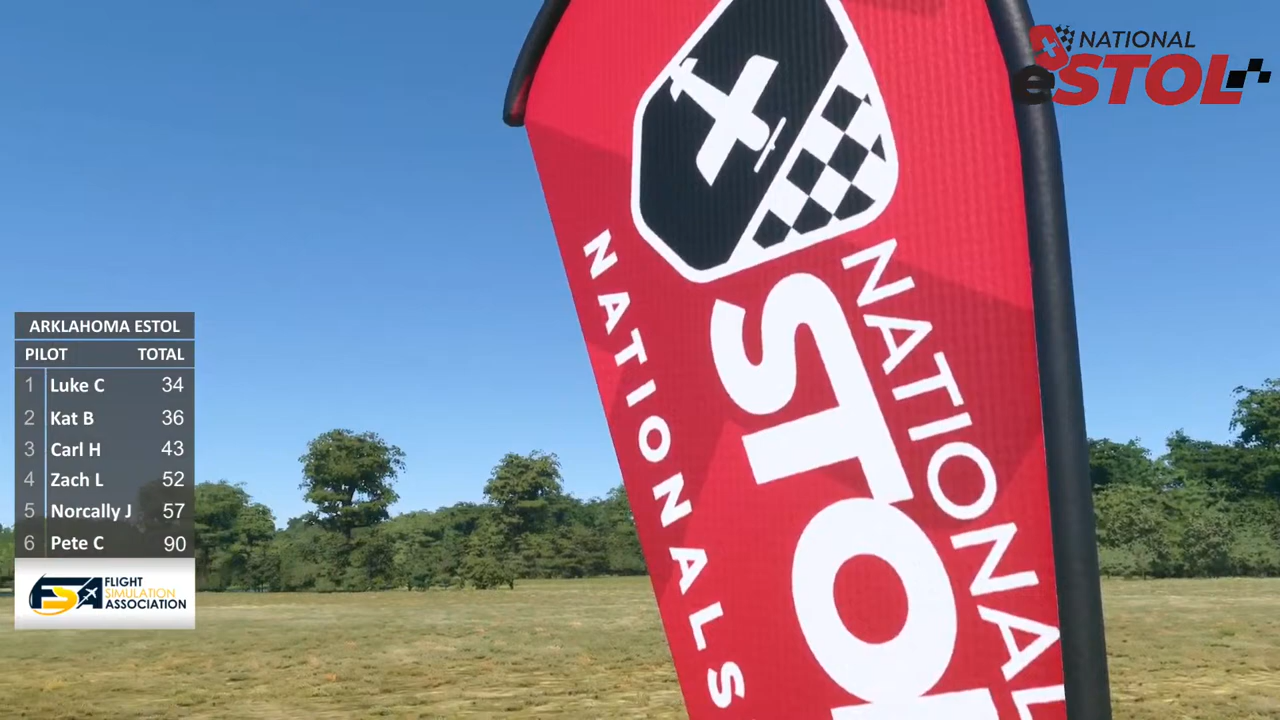 NATIONAL
eSTOL
ARKLAHOMA ESTOL
PILOT TOTAL
1 Luke C 34
2 Kat B 36
3 Carl H 43
4 Zach L 52
5 Norcally J 57
6 Pete C 90
FLIGHT
SIMULATION
ASSOCIATION
FSA
NATIONAL
STOL
NATIONALS